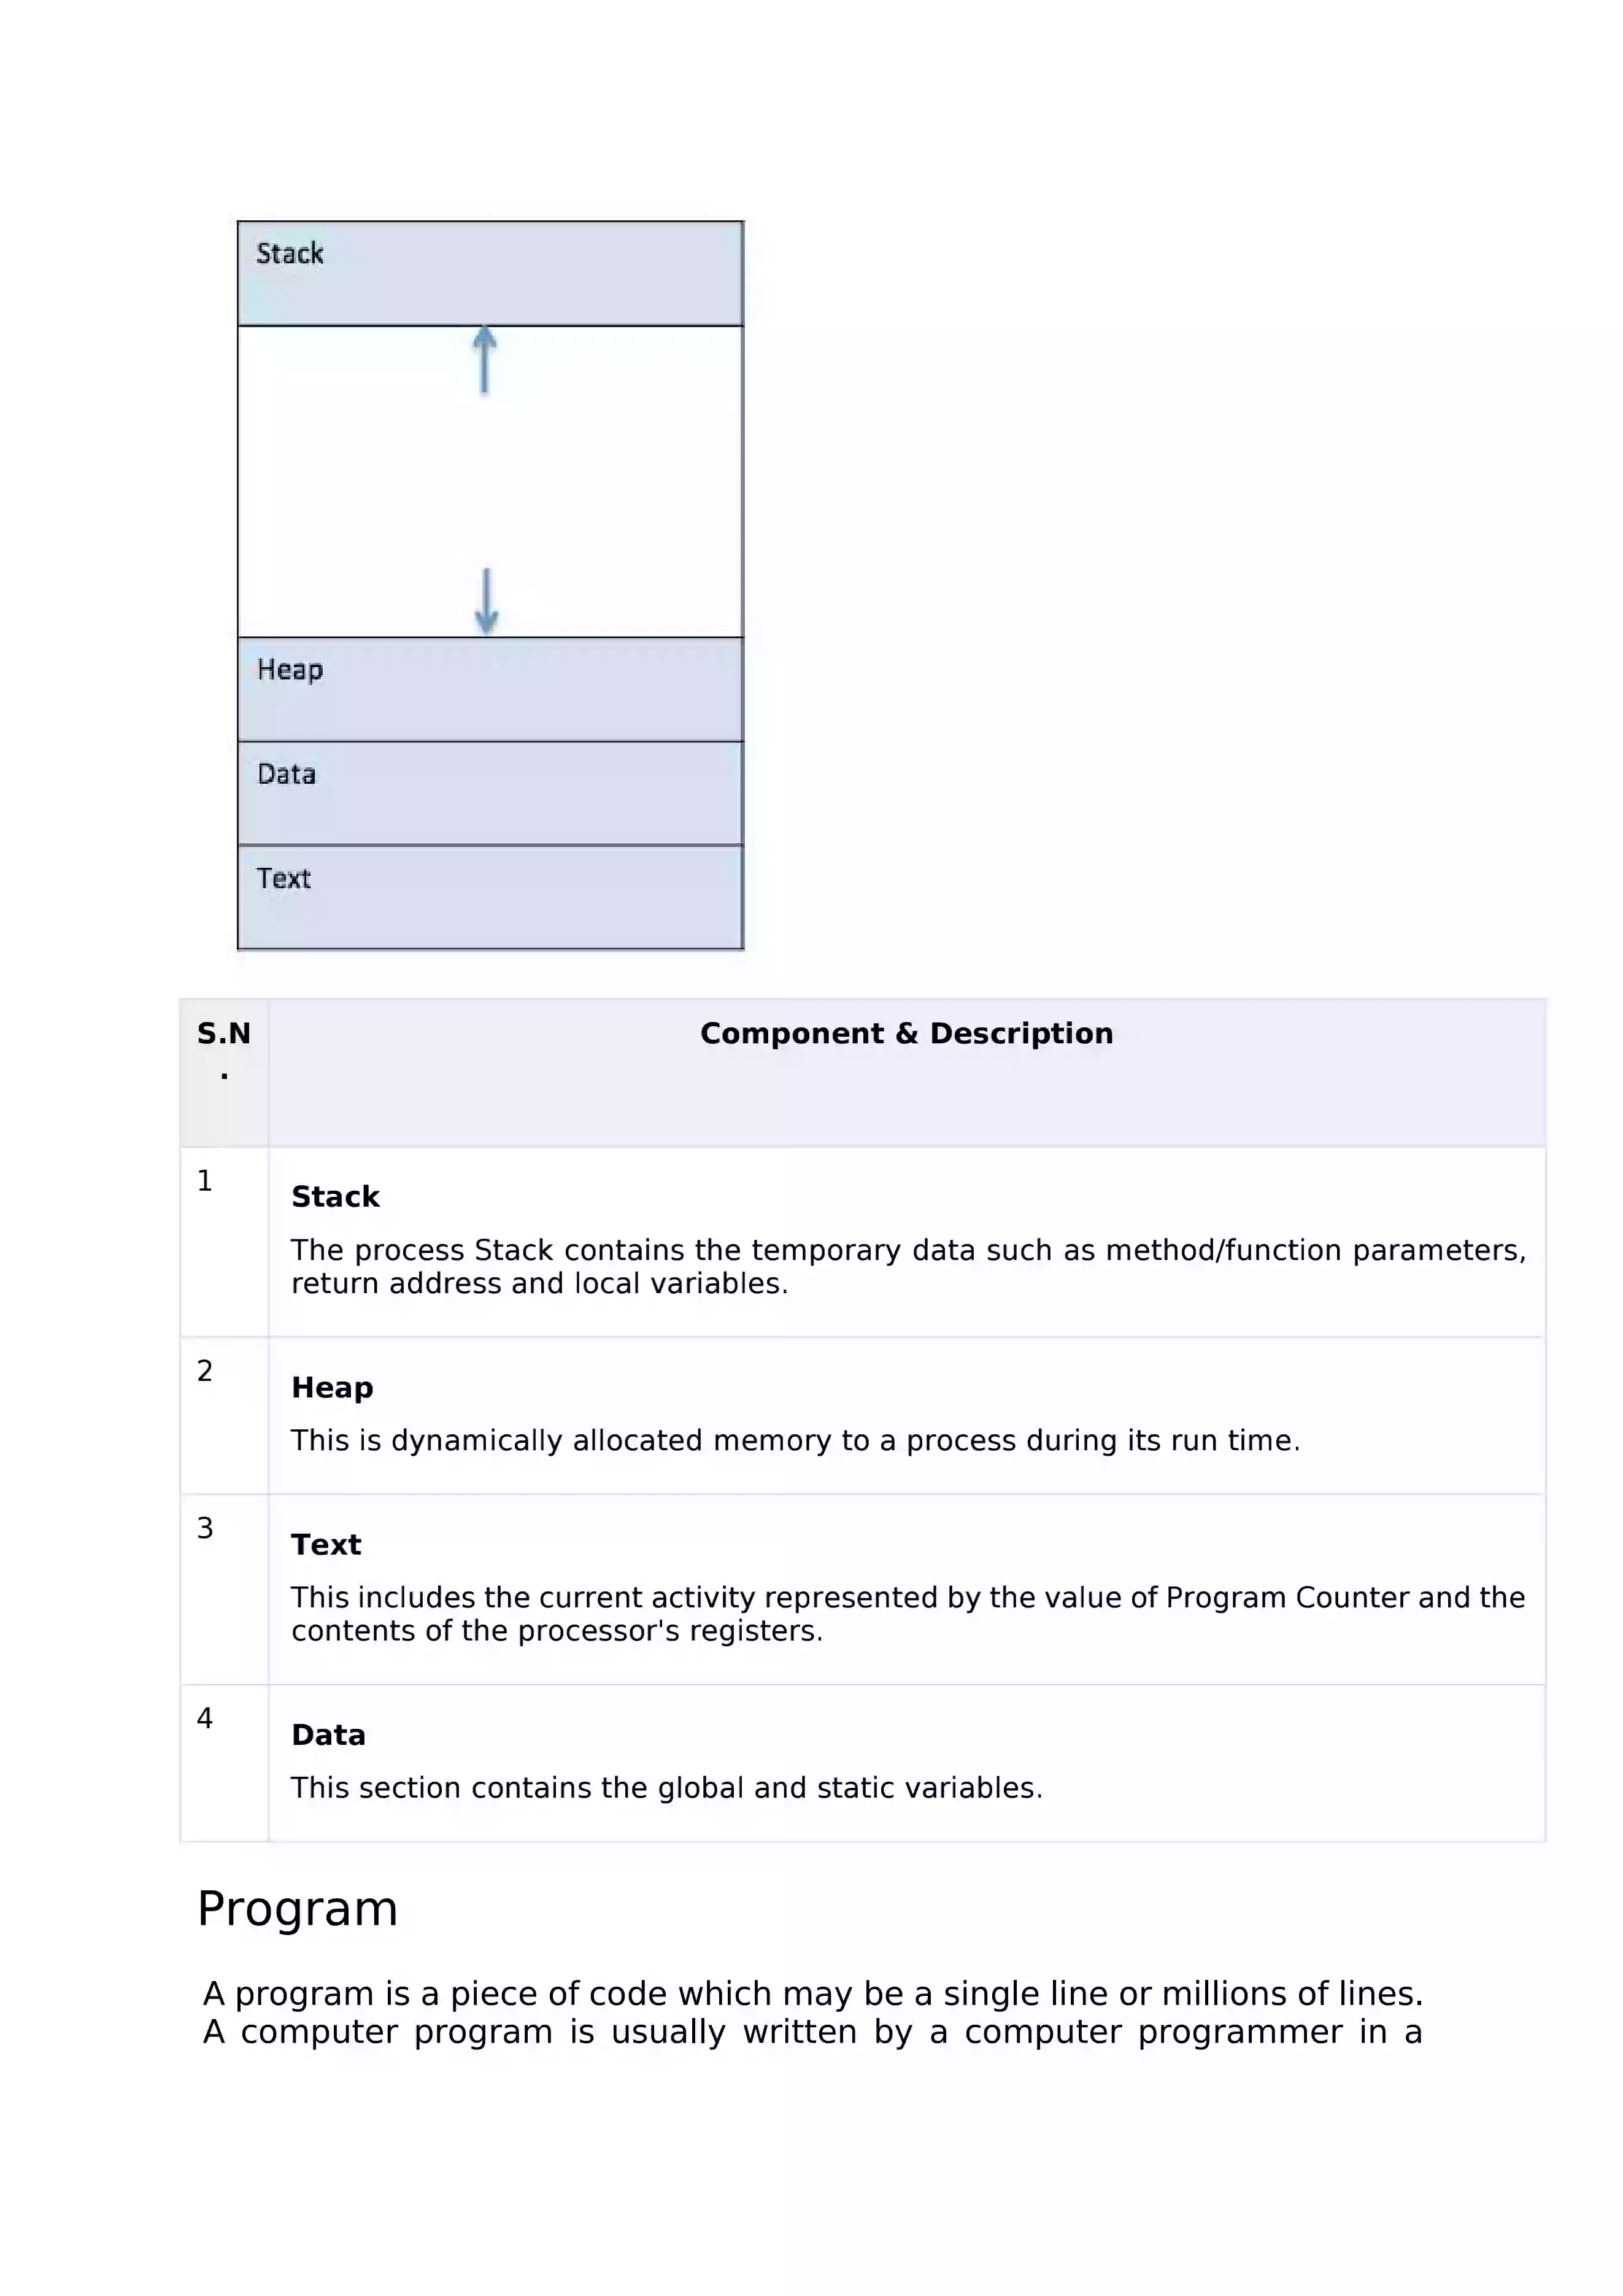 Stack
Heap
Data
Text
S.N
.
Component & Description
1
Stack
The process Stack contains the temporary data such as method/function parameters,
return address and local variables.
2
Heap
This is dynamically allocated memory to a process during its run time.
3
Text
This includes the current activity represented by the value of Program Counter and the
contents of the processor's registers.
4
Data
This section contains the global and static variables.
Program
A program is a piece of code which may be a single line or millions of lines.
A computer program is usually written by a computer programmer in a